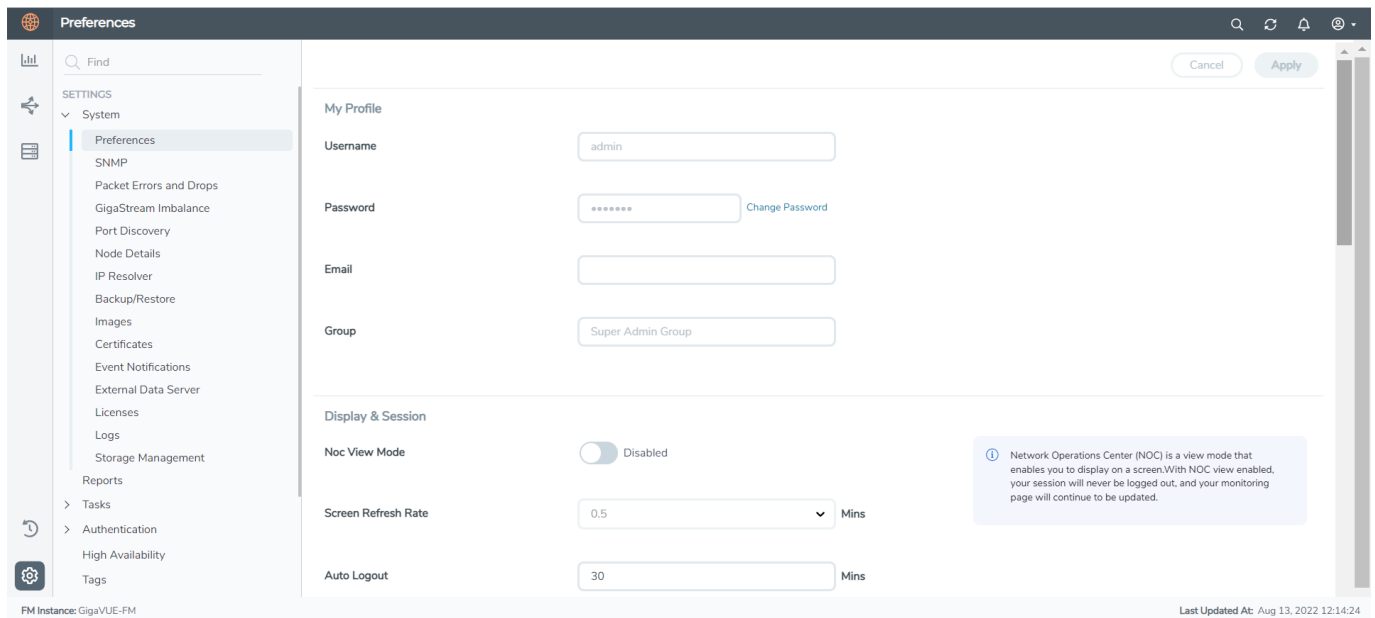 Preferences
Find
SETTINGS
System
Preferences
SNMP
Packet Errors and Drops
GigaStream Imbalance
Port Discovery
Node Details
IP Resolver
Backup/Restore
Images
Certificates
Event Notifications
External Data Server
Licenses
Logs
Storage Management
Reports
Tasks
Authentication
High Availability
Tags
Cancel Apply
My Profile
Username admin
Password ••••••• Change Password
Email
Group Super Admin Group
Display & Session
Noc View Mode Disabled
Network Operations Center (NOC) is a view mode that
enables you to display on a screen.With NOC view enabled,
your session will never be logged out, and your monitoring
page will continue to be updated.
Screen Refresh Rate 0.5 Mins
Auto Logout 30 Mins
FM Instance: GigaVUE-FM
Last Updated At: Aug 13, 2022 12:14:24